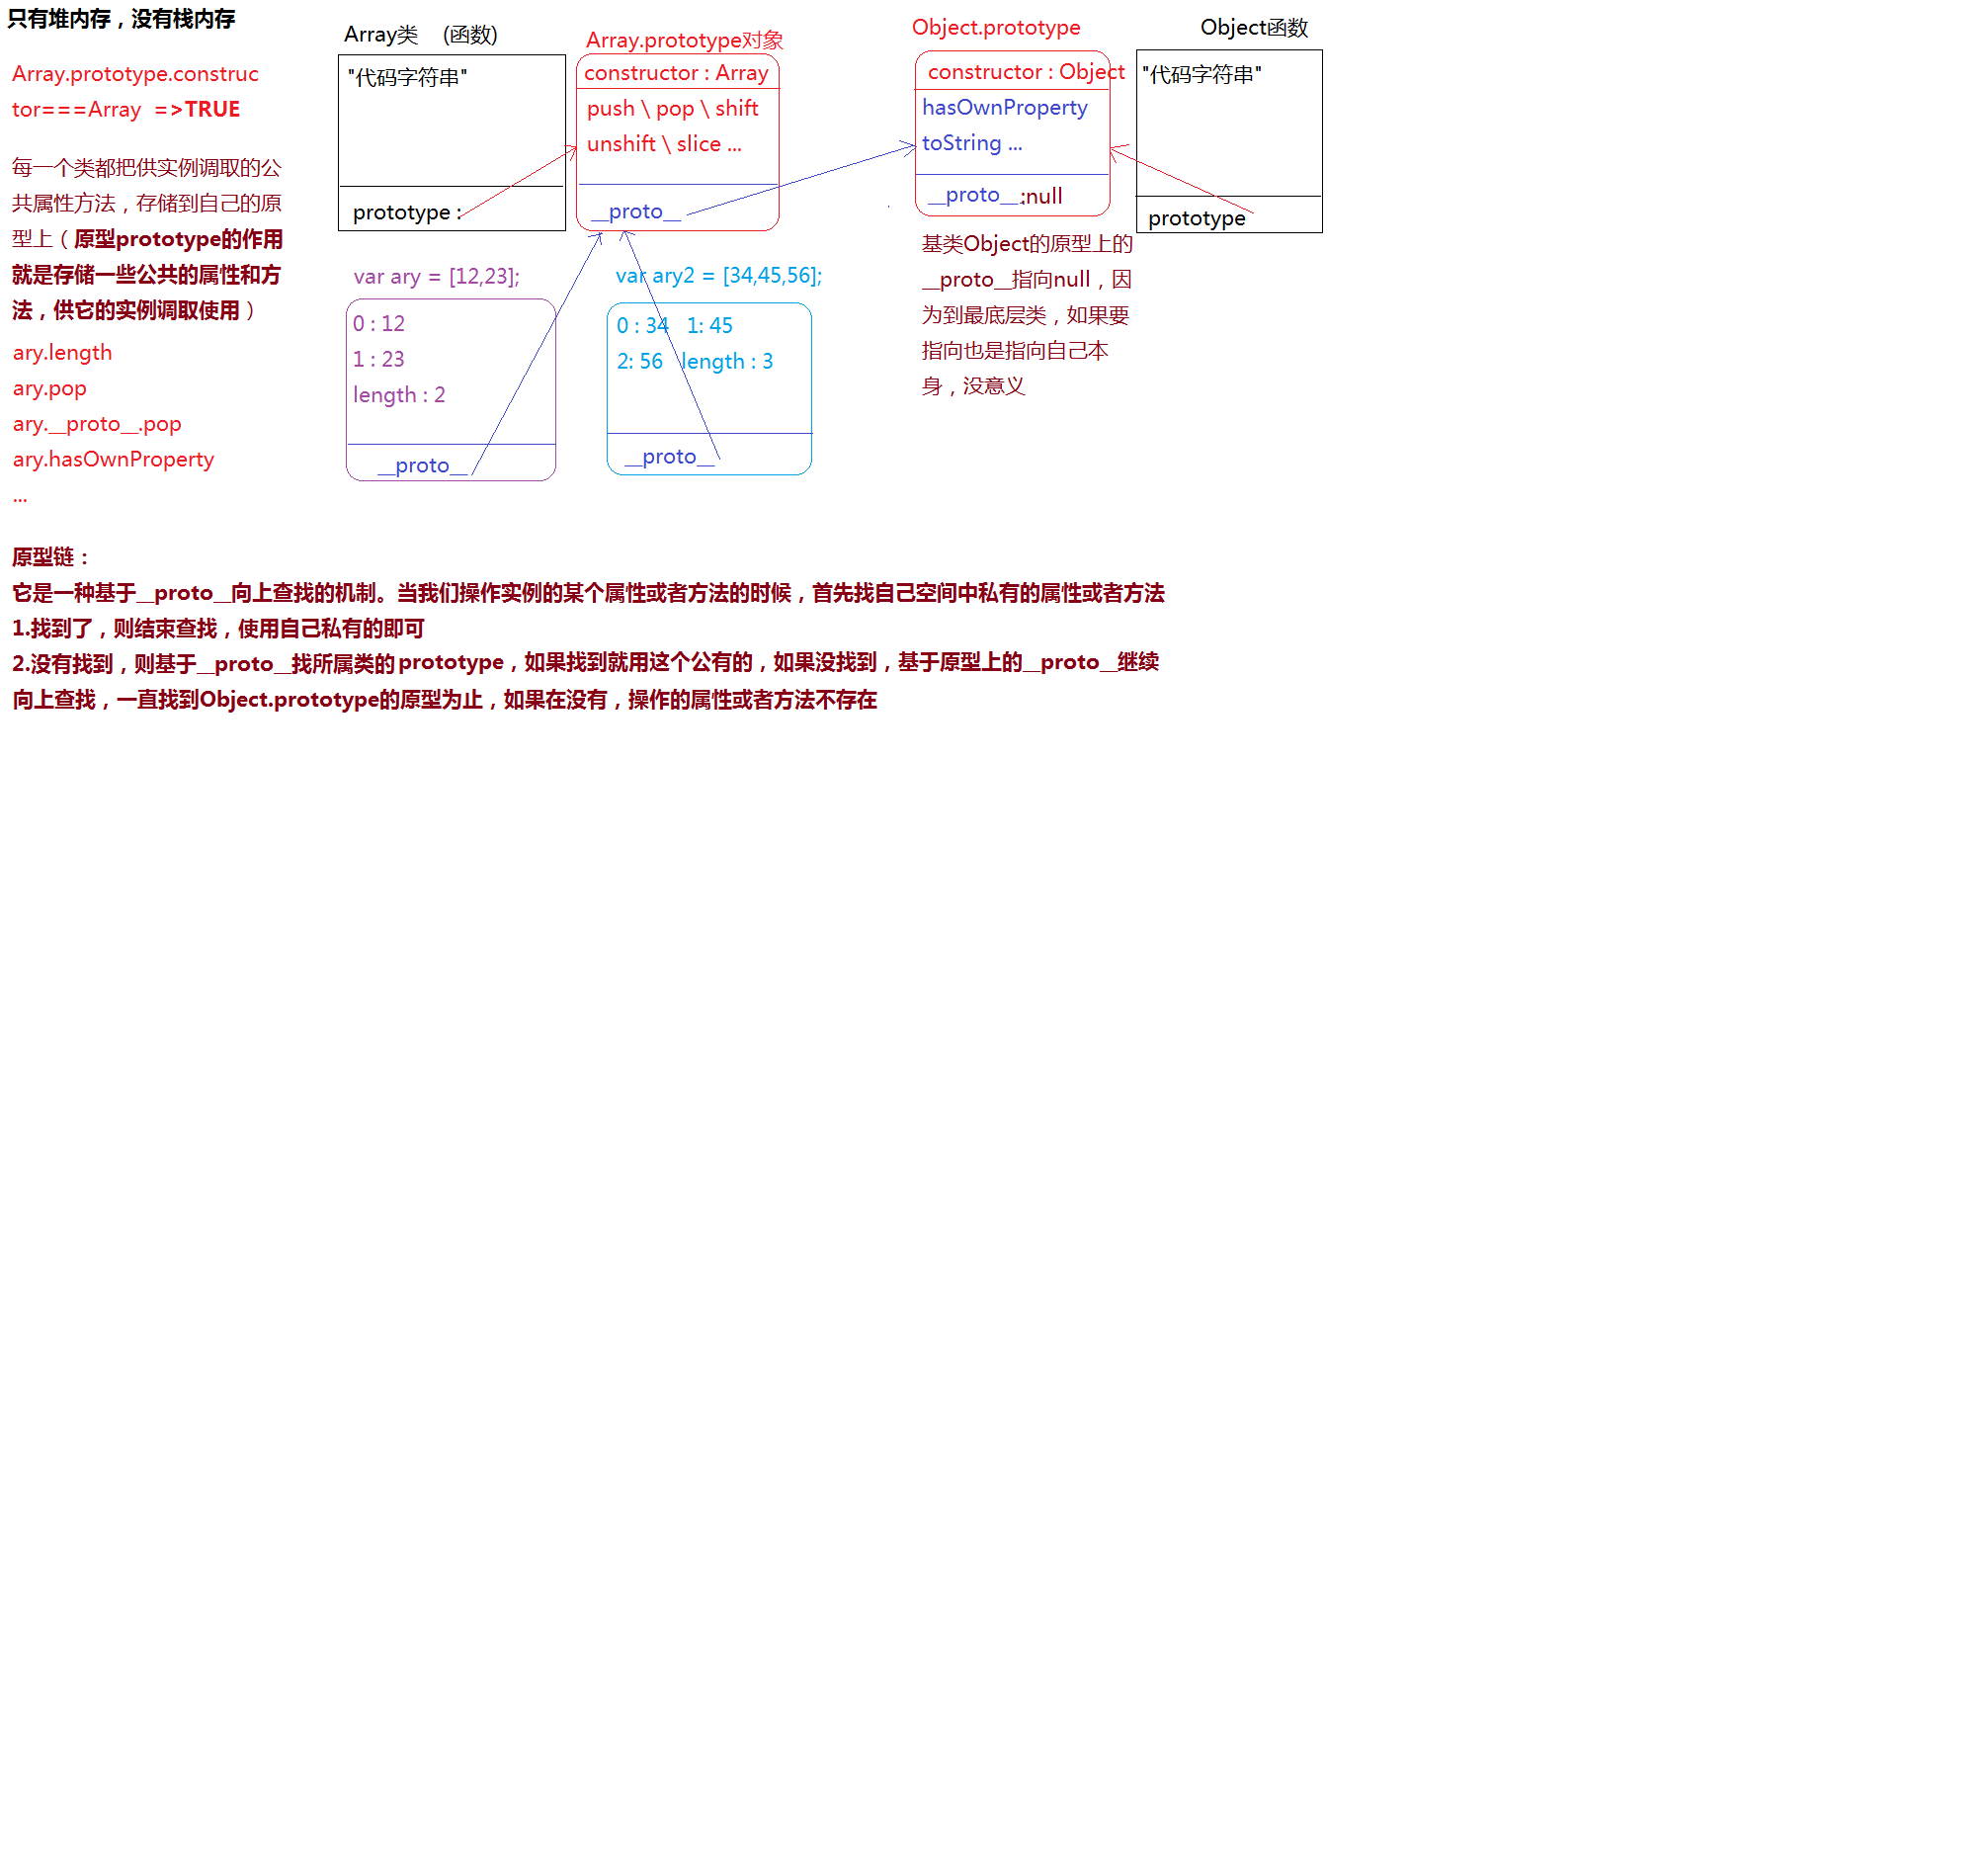 只有堆内存，没有栈内存
Array.prototype.construc
tor===Array =>TRUE
每一个类都把供实例调取的公
共属性方法，存储到自己的原
型上（原型prototype的作用
就是存储一些公共的属性和方
法，供它的实例调取使用）
ary.length
ary.pop
ary.__proto__.pop
ary.hasOwnProperty
...
Array类 (函数)
"代码字符串"
prototype :
Array.prototype对象
constructor : Array
push \ pop \ shift
unshift \ slice ...
__proto__
Object.prototype
constructor : Object
hasOwnProperty
toString ...
__proto__:null
Object函数
"代码字符串"
prototype
基类Object的原型上的
__proto__指向null，因
为到最底层类，如果要
指向也是指向自己本
身，没意义
var ary = [12,23];
0 : 12
1 : 23
length : 2
__proto__
var ary2 = [34,45,56];
0 : 34 1: 45
2: 56 length : 3
__proto__
原型链：
它是一种基于__proto__向上查找的机制。当我们操作实例的某个属性或者方法的时候，首先找自己空间中私有的属性或者方法
1.找到了，则结束查找，使用自己私有的即可
2.没有找到，则基于__proto__找所属类的prototype，如果找到就用这个公有的，如果没找到，基于原型上的__proto__继续
向上查找，一直找到Object.prototype的原型为止，如果在没有，操作的属性或者方法不存在